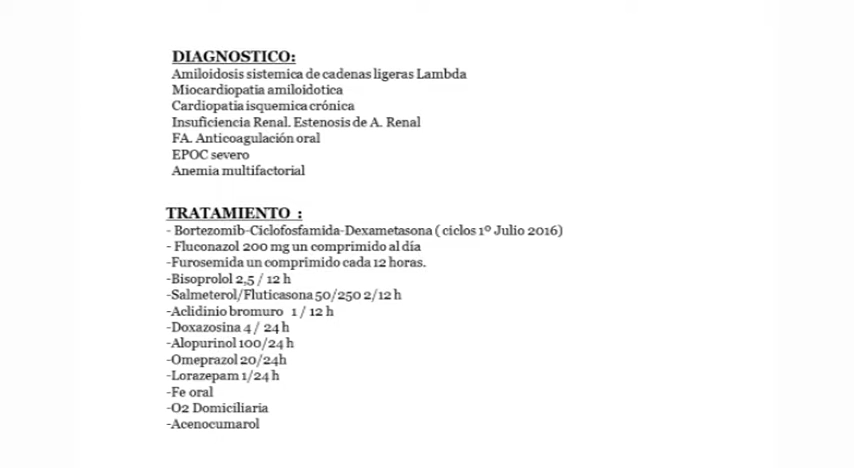 DIAGNOSTICO:
Amiloidosis sistemica de cadenas ligeras Lambda
Miocardiopatia amiloidotica
Cardiopatia isquemica crónica
Insuficiencia Renal. Estenosis de A. Renal
FA. Anticoagulación oral
EPOC severo
Anemia multifactorial
TRATAMIENTO :
- Bortezomib-Ciclofosfamida-Dexametasona ( ciclos 1º Julio 2016)
- Fluconazol 200 mg un comprimido al día
-Furosemida un comprimido cada 12 horas.
-Bisoprolol 2,5 / 12 h
-Salmeterol/Fluticasona 50/250 2/12 h
-Aclidinio bromuro 1 / 12 h
-Doxazosina 4 / 24 h
-Alopurinol 100/24 h
-Omeprazol 20/24h
-Lorazepam 1/24 h
-Fe oral
-O2 Domiciliaria
-Acenocumarol